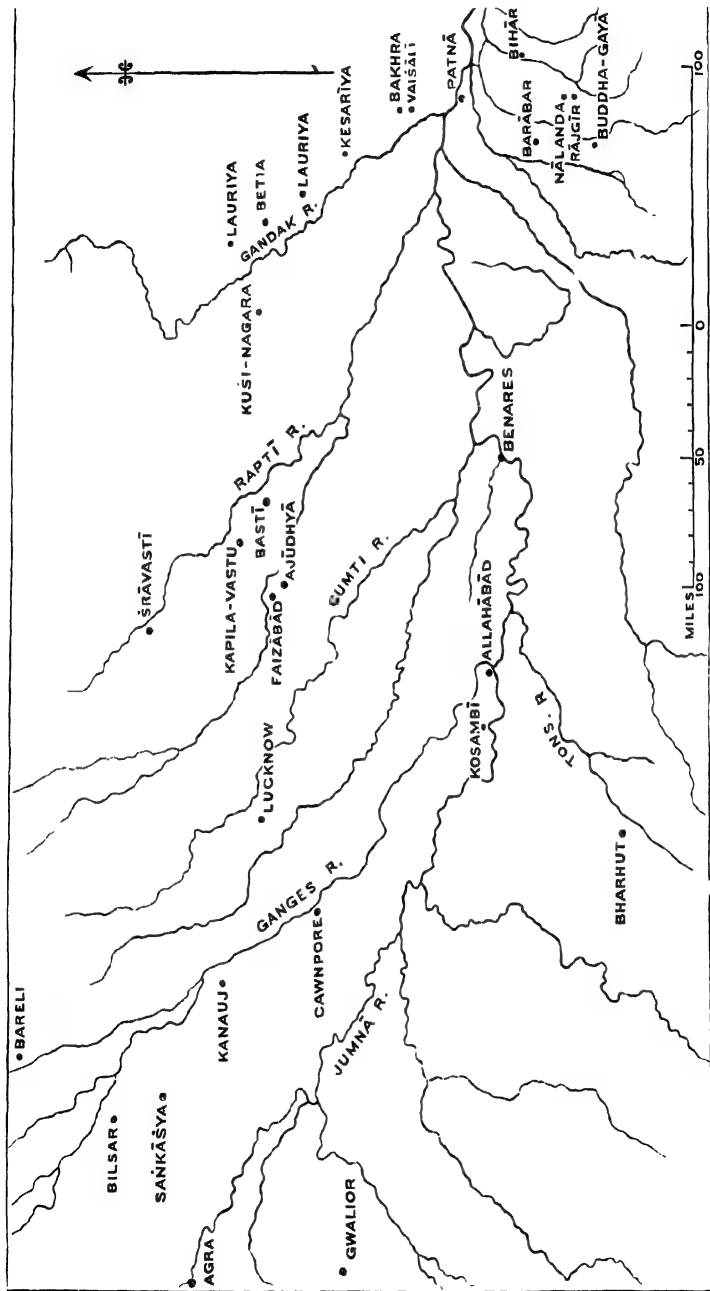 BARELI
BILSAR
SAṄKĀŚYA
AGRA
GWALIOR
KANAUJ
GANGES R.
CAWNPORE
JUMNĀ R.
LUCKNOW
ŚRĀVASTĪ
KAPILA-VASTU
BASTĪ
FAIZĀBĀD
AJŪDHYĀ
RAPTĪ R.
GUMTI R.
KOSAMBĪ
ALLAHĀBĀD
TONS. R
BHARHUT
BENARES
KUŚI-NAGARA
GANDAK R.
LAURIYA
BETIA
LAURIYA
KESARĪYA
BAKHRA
VAIŚĀLĪ
PATNĀ
BIHĀR
BARĀBAR
NĀLANDA
RĀJGĪR
BUDDHA-GAYĀ
MILES
100
50
0
100